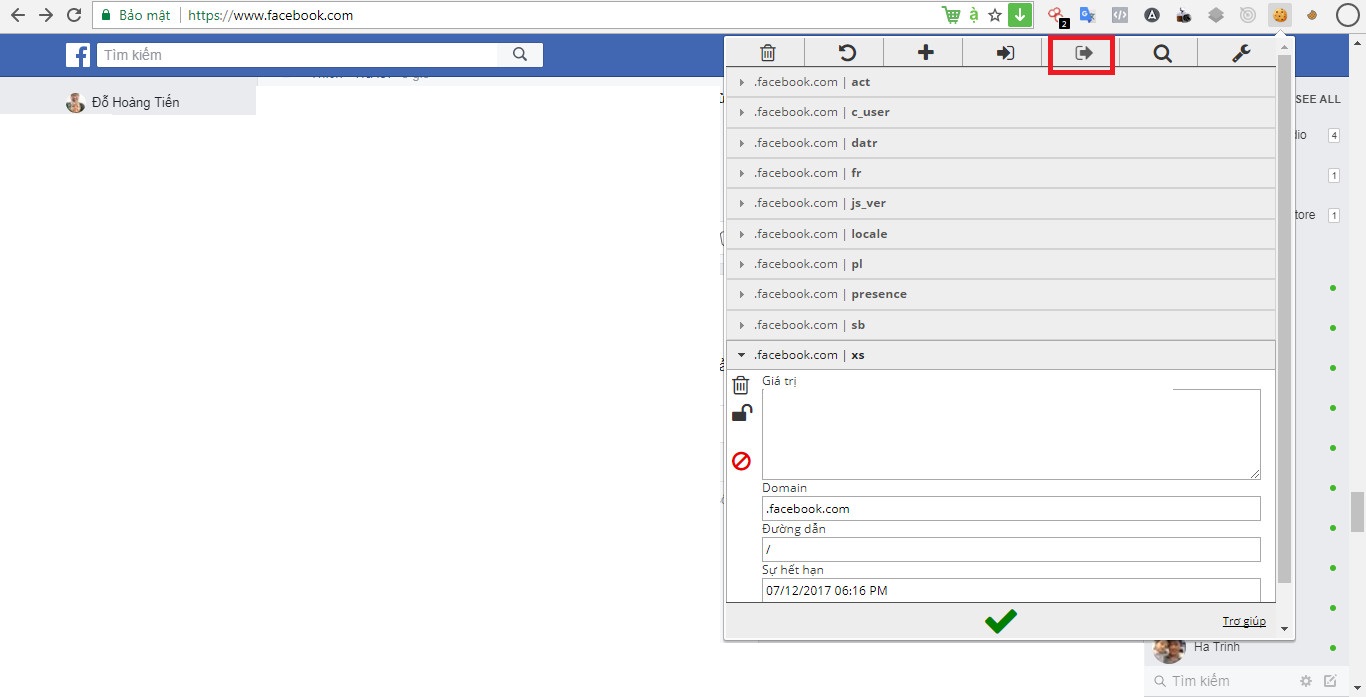 Bảo mật https://www.facebook.com
2
Tìm kiếm
Đỗ Hoàng Tiến
SEE ALL
dio 4
1
tore 1
.facebook.com | act
.facebook.com | c_user
.facebook.com | datr
.facebook.com | fr
.facebook.com | js_ver
.facebook.com | locale
.facebook.com | pl
.facebook.com | presence
.facebook.com | sb
.facebook.com | xs
Giá trị
Domain
.facebook.com
Đường dẫn
/
Sự hết hạn
07/12/2017 06:16 PM
Trợ giúp
Ha Trinh
Tìm kiếm